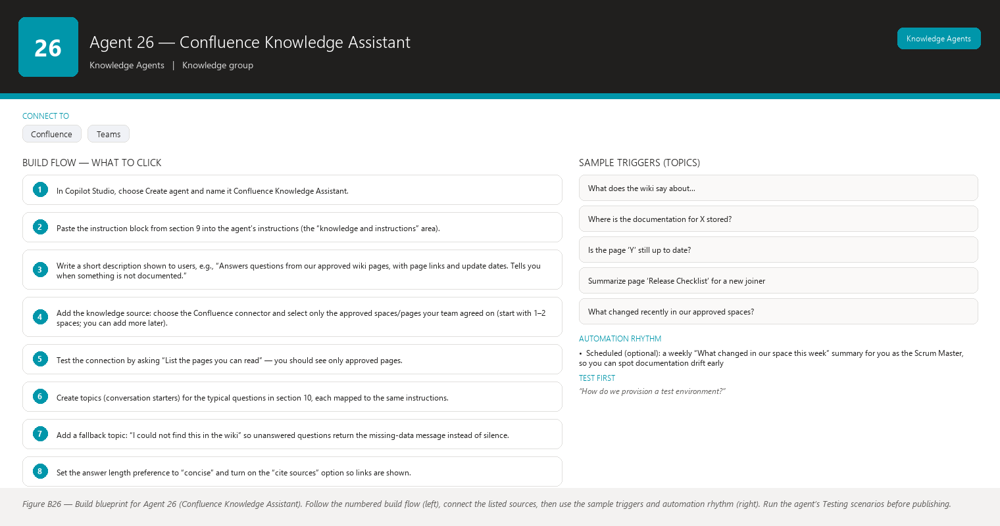 26
Agent 26 — Confluence Knowledge Assistant
Knowledge Agents | Knowledge group
Knowledge Agents
CONNECT TO
Confluence
Teams
BUILD FLOW — WHAT TO CLICK
1
In Copilot Studio, choose Create agent and name it Confluence Knowledge Assistant.
2
Paste the instruction block from section 9 into the agent's instructions (the “knowledge and instructions” area).
3
Write a short description shown to users, e.g., “Answers questions from our approved wiki pages, with page links and update dates. Tells you
when something is not documented.”
4
Add the knowledge source: choose the Confluence connector and select only the approved spaces/pages your team agreed on (start with 1–2
spaces; you can add more later).
5
Test the connection by asking “List the pages you can read” — you should see only approved pages.
6
Create topics (conversation starters) for the typical questions in section 10, each mapped to the same instructions.
7
Add a fallback topic: “I could not find this in the wiki” so unanswered questions return the missing-data message instead of silence.
8
Set the answer length preference to “concise” and turn on the “cite sources” option so links are shown.
SAMPLE TRIGGERS (TOPICS)
What does the wiki say about...
Where is the documentation for X stored?
Is the page ‘Y’ still up to date?
Summarize page ‘Release Checklist’ for a new joiner
What changed recently in our approved spaces?
AUTOMATION RHYTHM
• Scheduled (optional): a weekly “What changed in our space this week” summary for you as the Scrum Master,
so you can spot documentation drift early
TEST FIRST
“How do we provision a test environment?”
Figure B26 — Build blueprint for Agent 26 (Confluence Knowledge Assistant). Follow the numbered build flow (left), connect the listed sources, then use the sample triggers and automation rhythm (right). Run the agent's Testing scenarios before publishing.